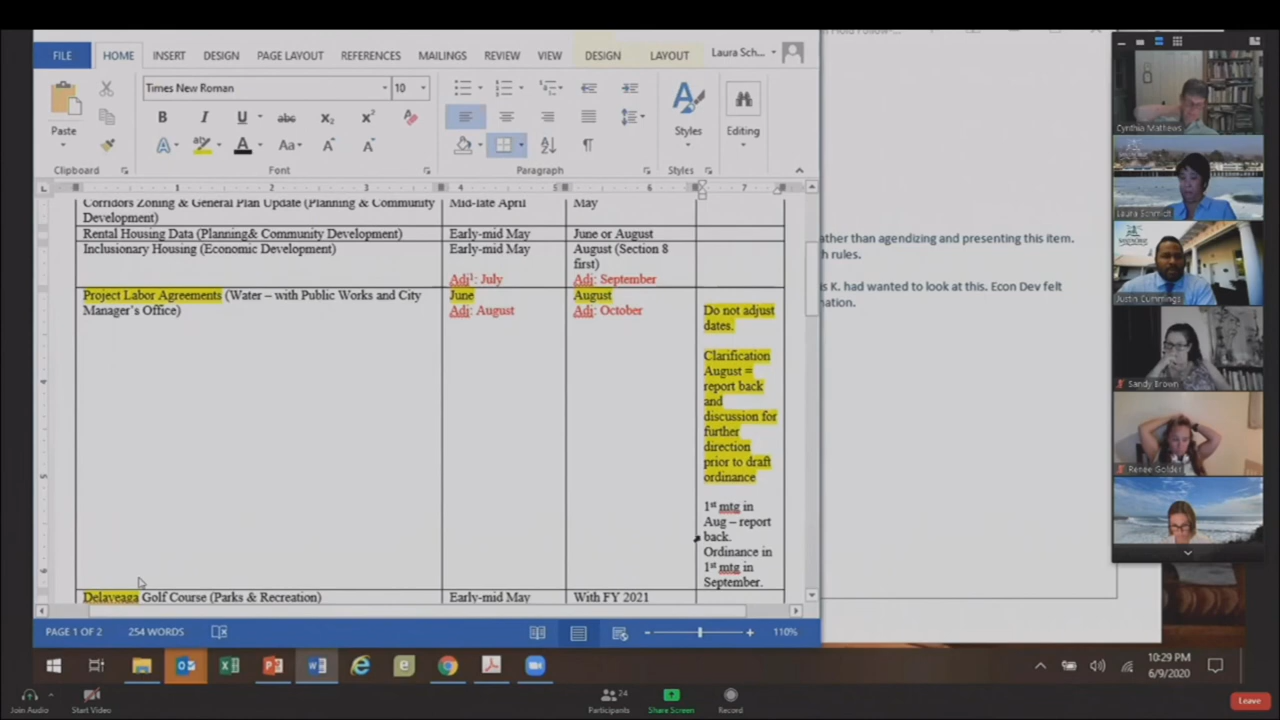 FILE
HOME
INSERT
DESIGN
PAGE LAYOUT
REFERENCES
MAILINGS
REVIEW
VIEW
DESIGN
LAYOUT
Laura Sch...
Times New Roman
10
Paste
Styles
Editing
Clipboard
Font
Paragraph
Styles
Corridors Zoning & General Plan Update (Planning & Community Development)
Mid-late April
May
Rental Housing Data (Planning& Community Development)
Early-mid May
June or August
Inclusionary Housing (Economic Development)
Early-mid May
Adj¹: July
August (Section 8
first)
Adj: September
Project Labor Agreements (Water – with Public Works and City
Manager's Office)
June
Adj: August
August
Adj: October
Do not adjust
dates.
Clarification
August =
report back
and
discussion for
further
direction
prior to draft
ordinance
1st mtg in
Aug – report
back.
Ordinance in
1st mtg in
September.
Delaveaga Golf Course (Parks & Recreation)
Early-mid May
With FY 2021
ather than agendizing and presenting this item.
h rules.
is K. had wanted to look at this. Econ Dev felt
nation.
Cynthia Mathews
Laura Schmidt
Justin Cummings
Sandy Brown
Renee Golder
PAGE 1 OF 2
254 WORDS
110%
10:29 PM
6/9/2020
Join Audio
Start Video
24
Participants
Share Screen
Record
Leave